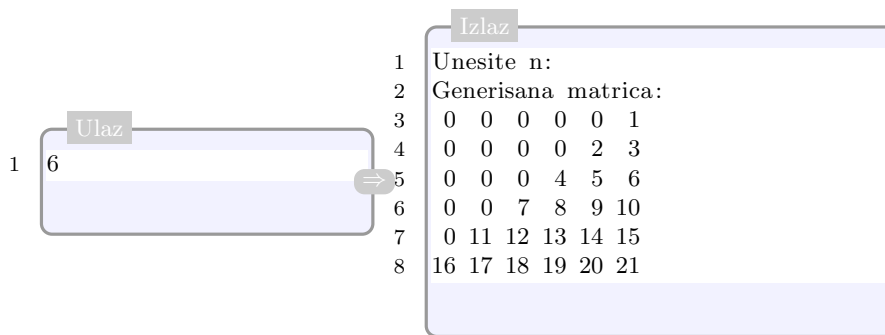 Ulaz
1 6
⇒
Izlaz
1 Unesite n:
2 Generisana matrica:
3 0 0 0 0 0 1
4 0 0 0 0 2 3
5 0 0 0 4 5 6
6 0 0 7 8 9 10
7 0 11 12 13 14 15
8 16 17 18 19 20 21